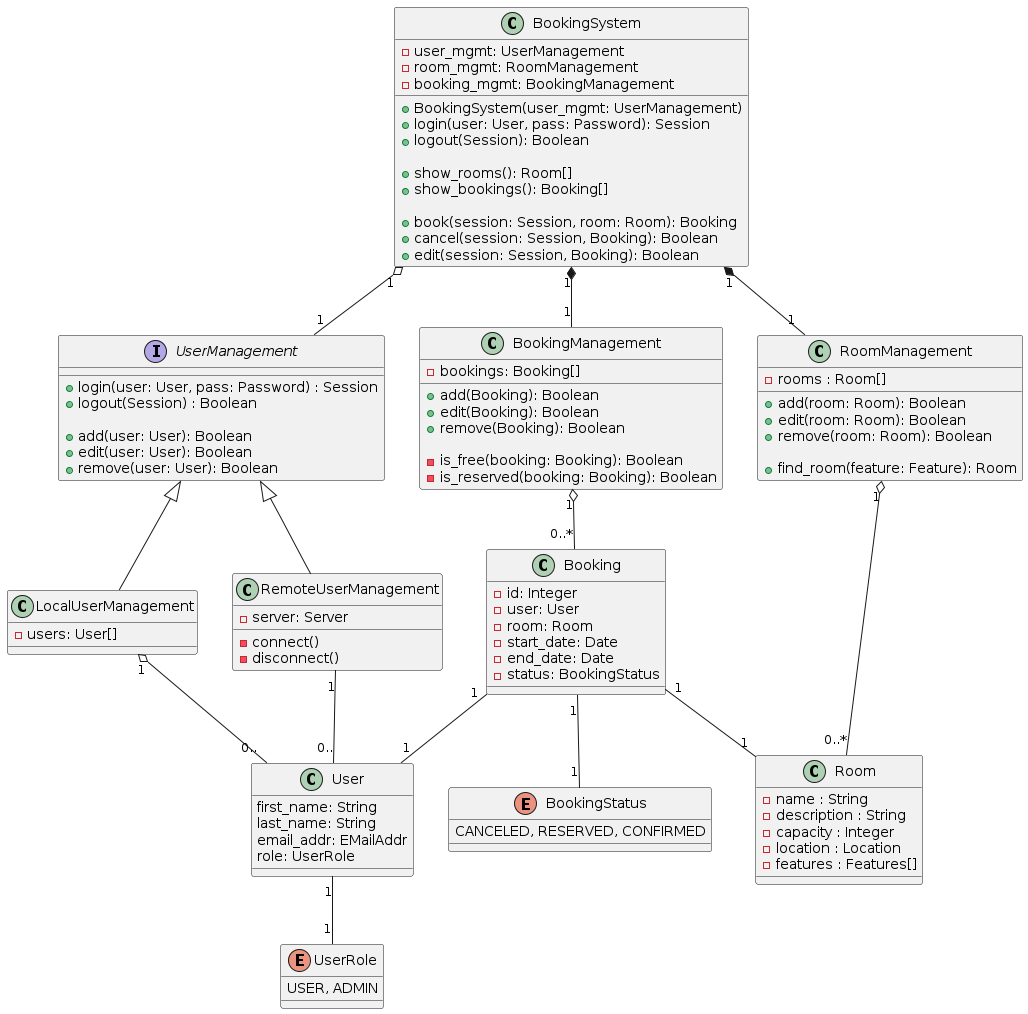 C BookingSystem
user_mgmt: UserManagement
room_mgmt: RoomManagement
booking_mgmt: BookingManagement
BookingSystem(user_mgmt: UserManagement)
login(user: User, pass: Password): Session
logout(Session): Boolean
show_rooms(): Room[]
show_bookings(): Booking[]
book(session: Session, room: Room): Booking
cancel(session: Session, Booking): Boolean
edit(session: Session, Booking): Boolean
1
1
1
1
1
1
I UserManagement
login(user: User, pass: Password) : Session
logout(Session) : Boolean
add(user: User): Boolean
edit(user: User): Boolean
remove(user: User): Boolean
C BookingManagement
bookings: Booking[]
add(Booking): Boolean
edit(Booking): Boolean
remove(Booking): Boolean
is_free(booking: Booking): Boolean
is_reserved(booking: Booking): Boolean
C RoomManagement
rooms : Room[]
add(room: Room): Boolean
edit(room: Room): Boolean
remove(room: Room): Boolean
find_room(feature: Feature): Room
1
0..*
1
0..*
C LocalUserManagement
users: User[]
C RemoteUserManagement
server: Server
connect()
disconnect()
C Booking
id: Integer
user: User
room: Room
start_date: Date
end_date: Date
status: BookingStatus
1
0..
1
0..
1
1
1
1
1
1
C User
first_name: String
last_name: String
email_addr: EMailAddr
role: UserRole
E BookingStatus
CANCELED, RESERVED, CONFIRMED
C Room
name : String
description : String
capacity : Integer
location : Location
features : Features[]
1
1
E UserRole
USER, ADMIN